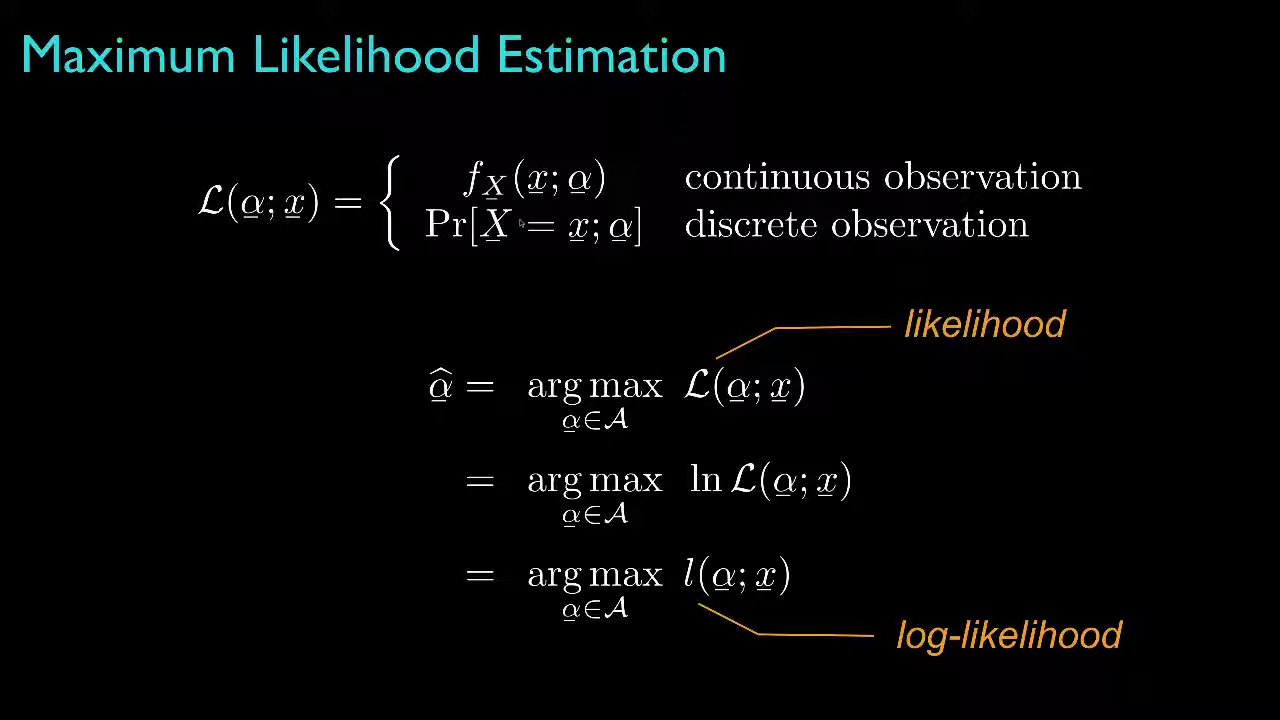 Maximum Likelihood Estimation
ℒ(α̲; x̲) = { f_X̲(x̲; α̲) continuous observation
Pr[X̲ = x̲; α̲] discrete observation
likelihood
α̲̂ = arg max ℒ(α̲; x̲)
α̲∈𝒜
= arg max ln ℒ(α̲; x̲)
α̲∈𝒜
= arg max l(α̲; x̲)
α̲∈𝒜
log-likelihood